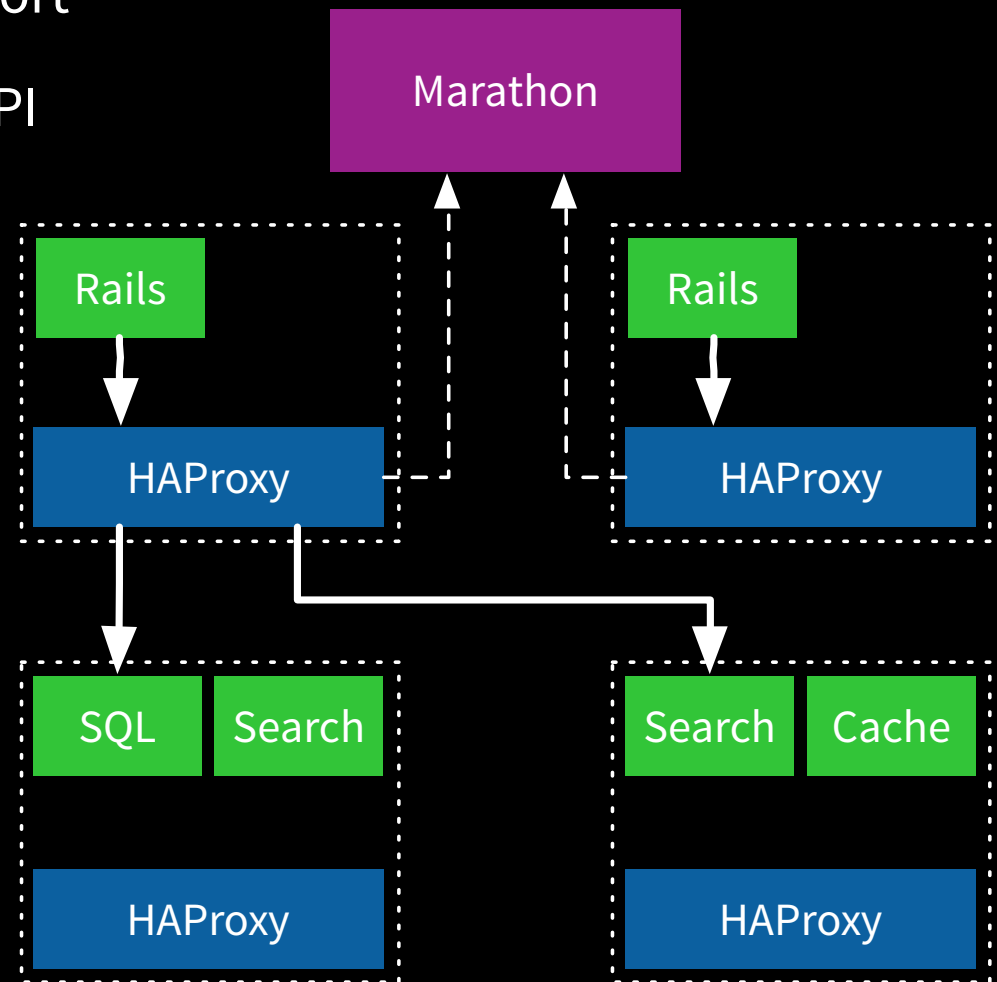 Marathon
Rails
Rails
HAProxy
HAProxy
SQL
Search
Search
Cache
HAProxy
HAProxy